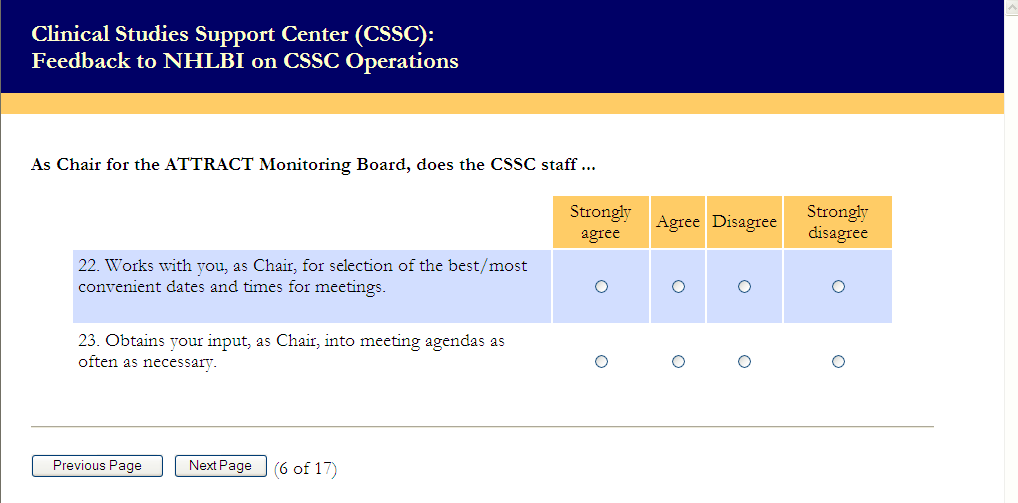 Clinical Studies Support Center (CSSC):
Feedback to NHLBI on CSSC Operations
As Chair for the ATTRACT Monitoring Board, does the CSSC staff ...
Strongly
agree
Agree
Disagree
Strongly
disagree
22. Works with you, as Chair, for selection of the best/most
convenient dates and times for meetings.
23. Obtains your input, as Chair, into meeting agendas as
often as necessary.
Previous Page
Next Page
(6 of 17)